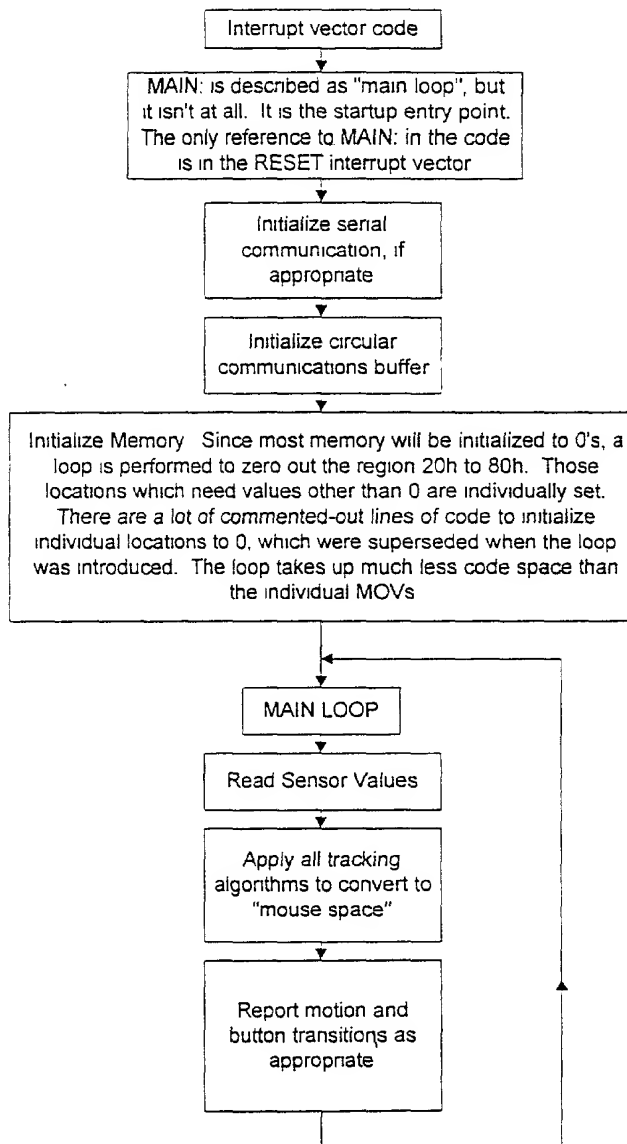 Interrupt vector code
MAIN: is described as "main loop", but
it isn't at all. It is the startup entry point.
The only reference to MAIN: in the code
is in the RESET interrupt vector
Initialize serial
communication, if
appropriate
Initialize circular
communications buffer
Initialize Memory Since most memory will be initialized to 0's, a
loop is performed to zero out the region 20h to 80h. Those
locations which need values other than 0 are individually set.
There are a lot of commented-out lines of code to initialize
individual locations to 0, which were superseded when the loop
was introduced. The loop takes up much less code space than
the individual MOVs
MAIN LOOP
Read Sensor Values
Apply all tracking
algorithms to convert to
"mouse space"
Report motion and
button transitions as
appropriate